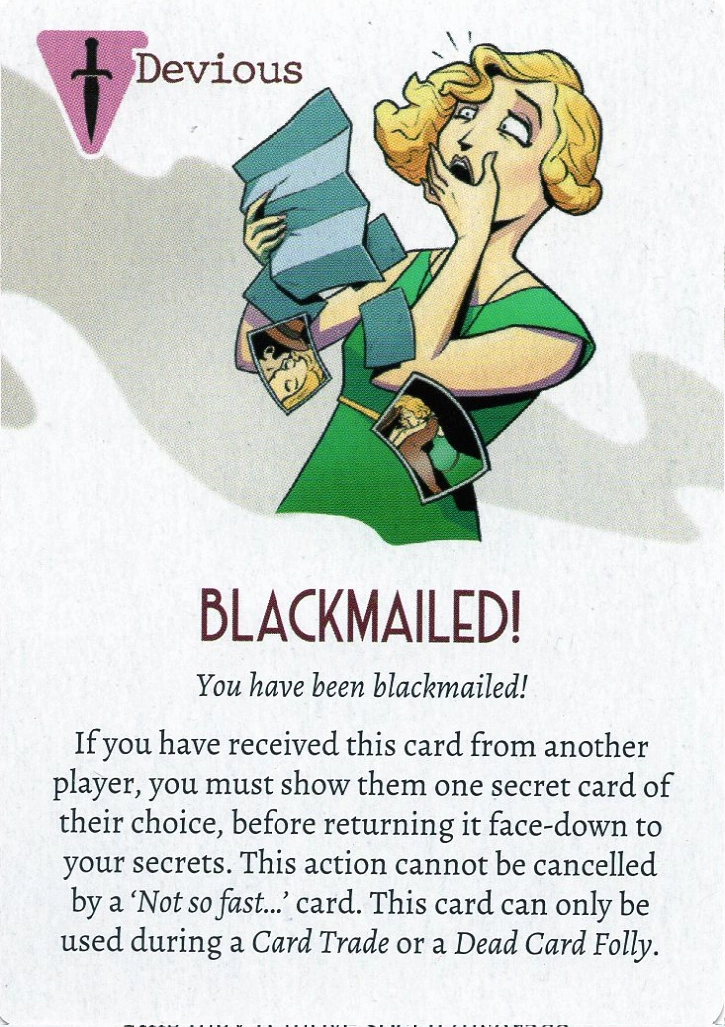 Devious
BLACKMAILED!
You have been blackmailed!
If you have received this card from another
player, you must show them one secret card of
their choice, before returning it face-down to
your secrets. This action cannot be cancelled
by a ‘Not so fast...’ card. This card can only be
used during a Card Trade or a Dead Card Folly.